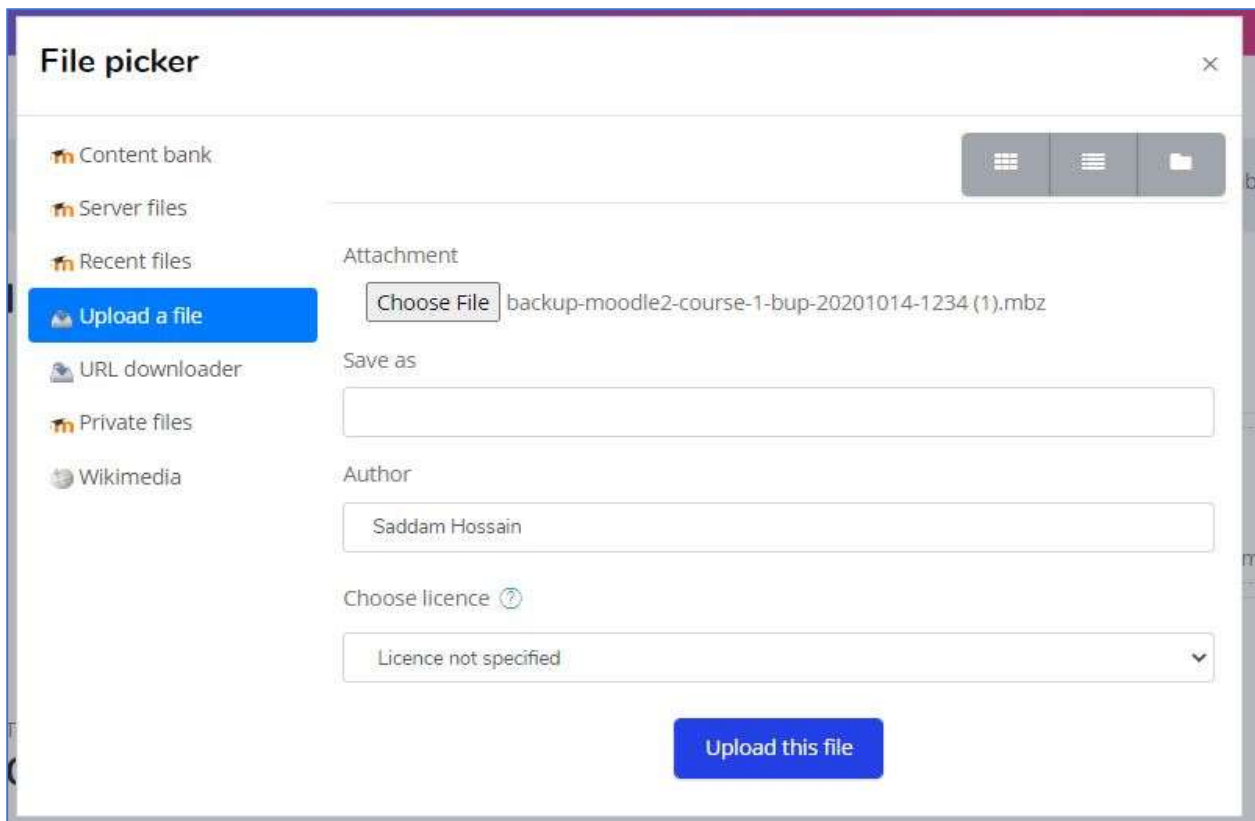 File picker
×
Content bank
Server files
Recent files
Upload a file
URL downloader
Private files
Wikimedia
Attachment
Choose File backup-moodle2-course-1-bup-20201014-1234 (1).mbz
Save as
Author
Saddam Hossain
Choose licence ?
Licence not specified
Upload this file